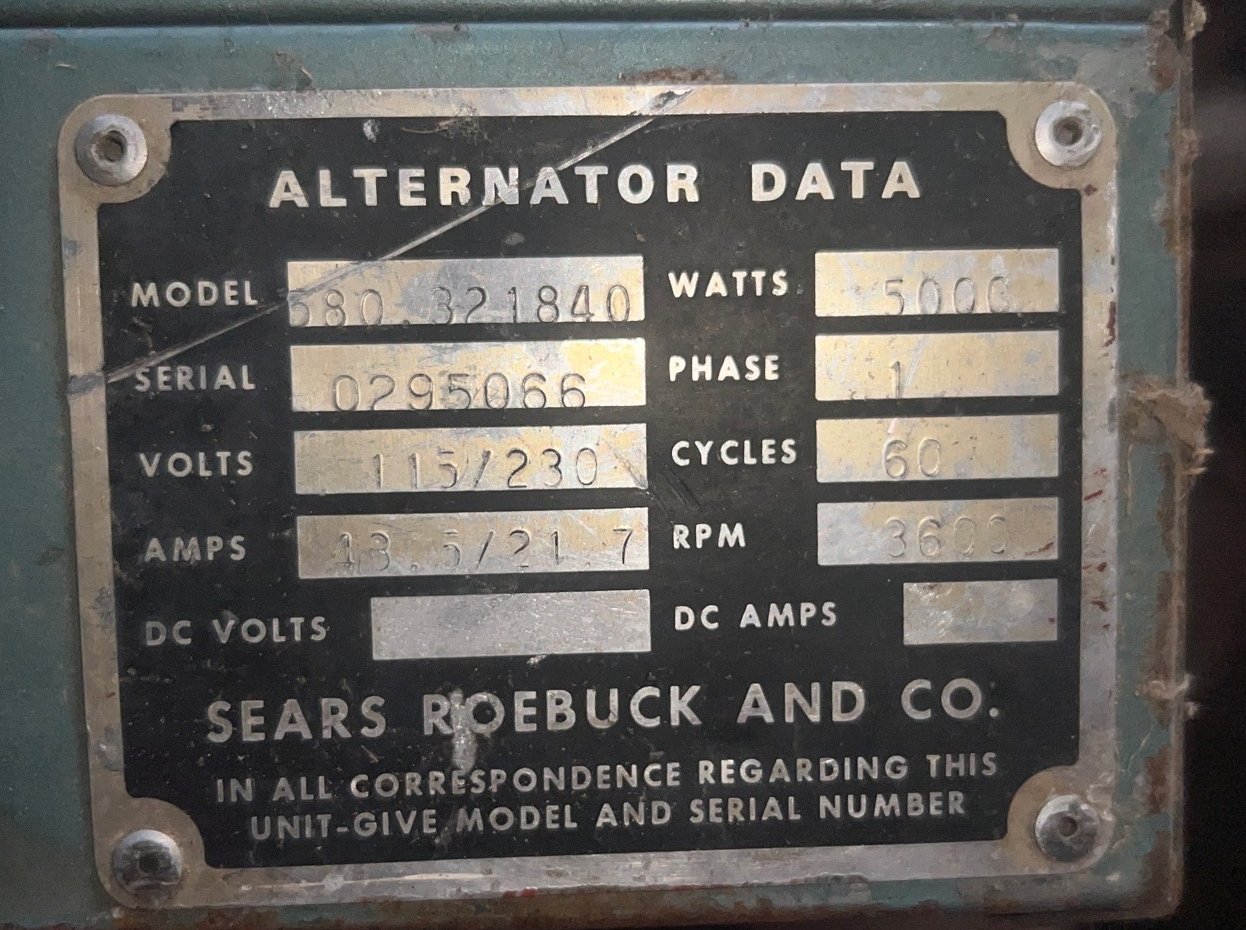 ALTERNATOR DATA
MODEL 580.321840 WATTS 5000
SERIAL 0295066 PHASE 1
VOLTS 115/230 CYCLES 60
AMPS 43.5/21.7 RPM 3600
DC VOLTS DC AMPS
SEARS ROEBUCK AND CO.
IN ALL CORRESPONDENCE REGARDING THIS
UNIT-GIVE MODEL AND SERIAL NUMBER